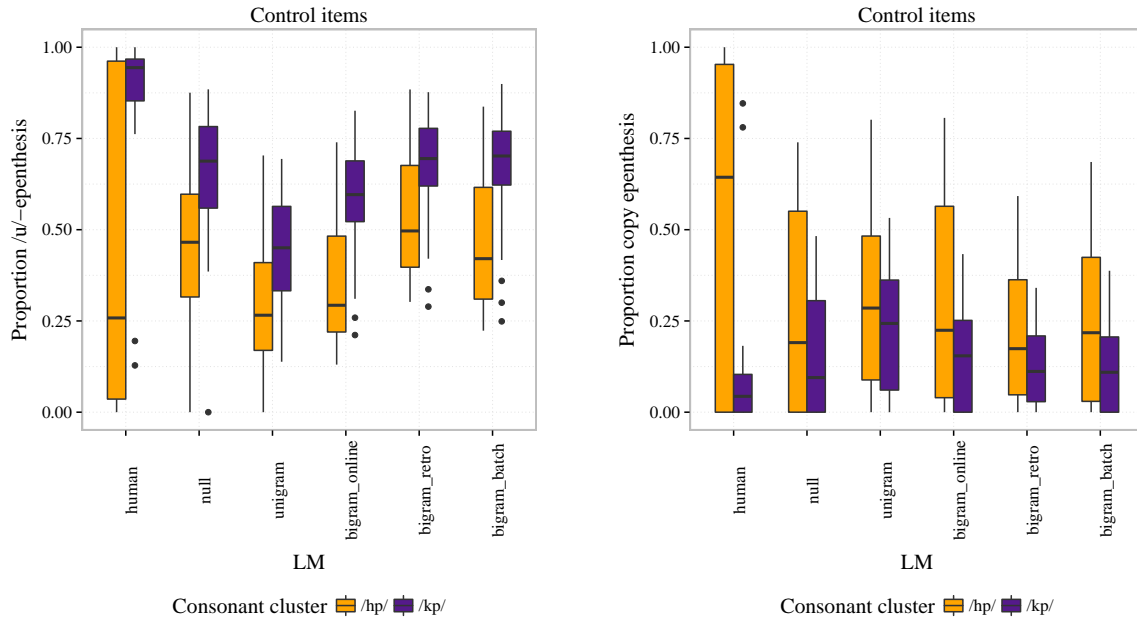 Control items
1.00
0.75
0.50
0.25
0.00
Proportion /u/−epenthesis
human
null
unigram
bigram_online
bigram_retro
bigram_batch
LM
Consonant cluster /hp/ /kp/
Control items
1.00
0.75
0.50
0.25
0.00
Proportion copy epenthesis
human
null
unigram
bigram_online
bigram_retro
bigram_batch
LM
Consonant cluster /hp/ /kp/